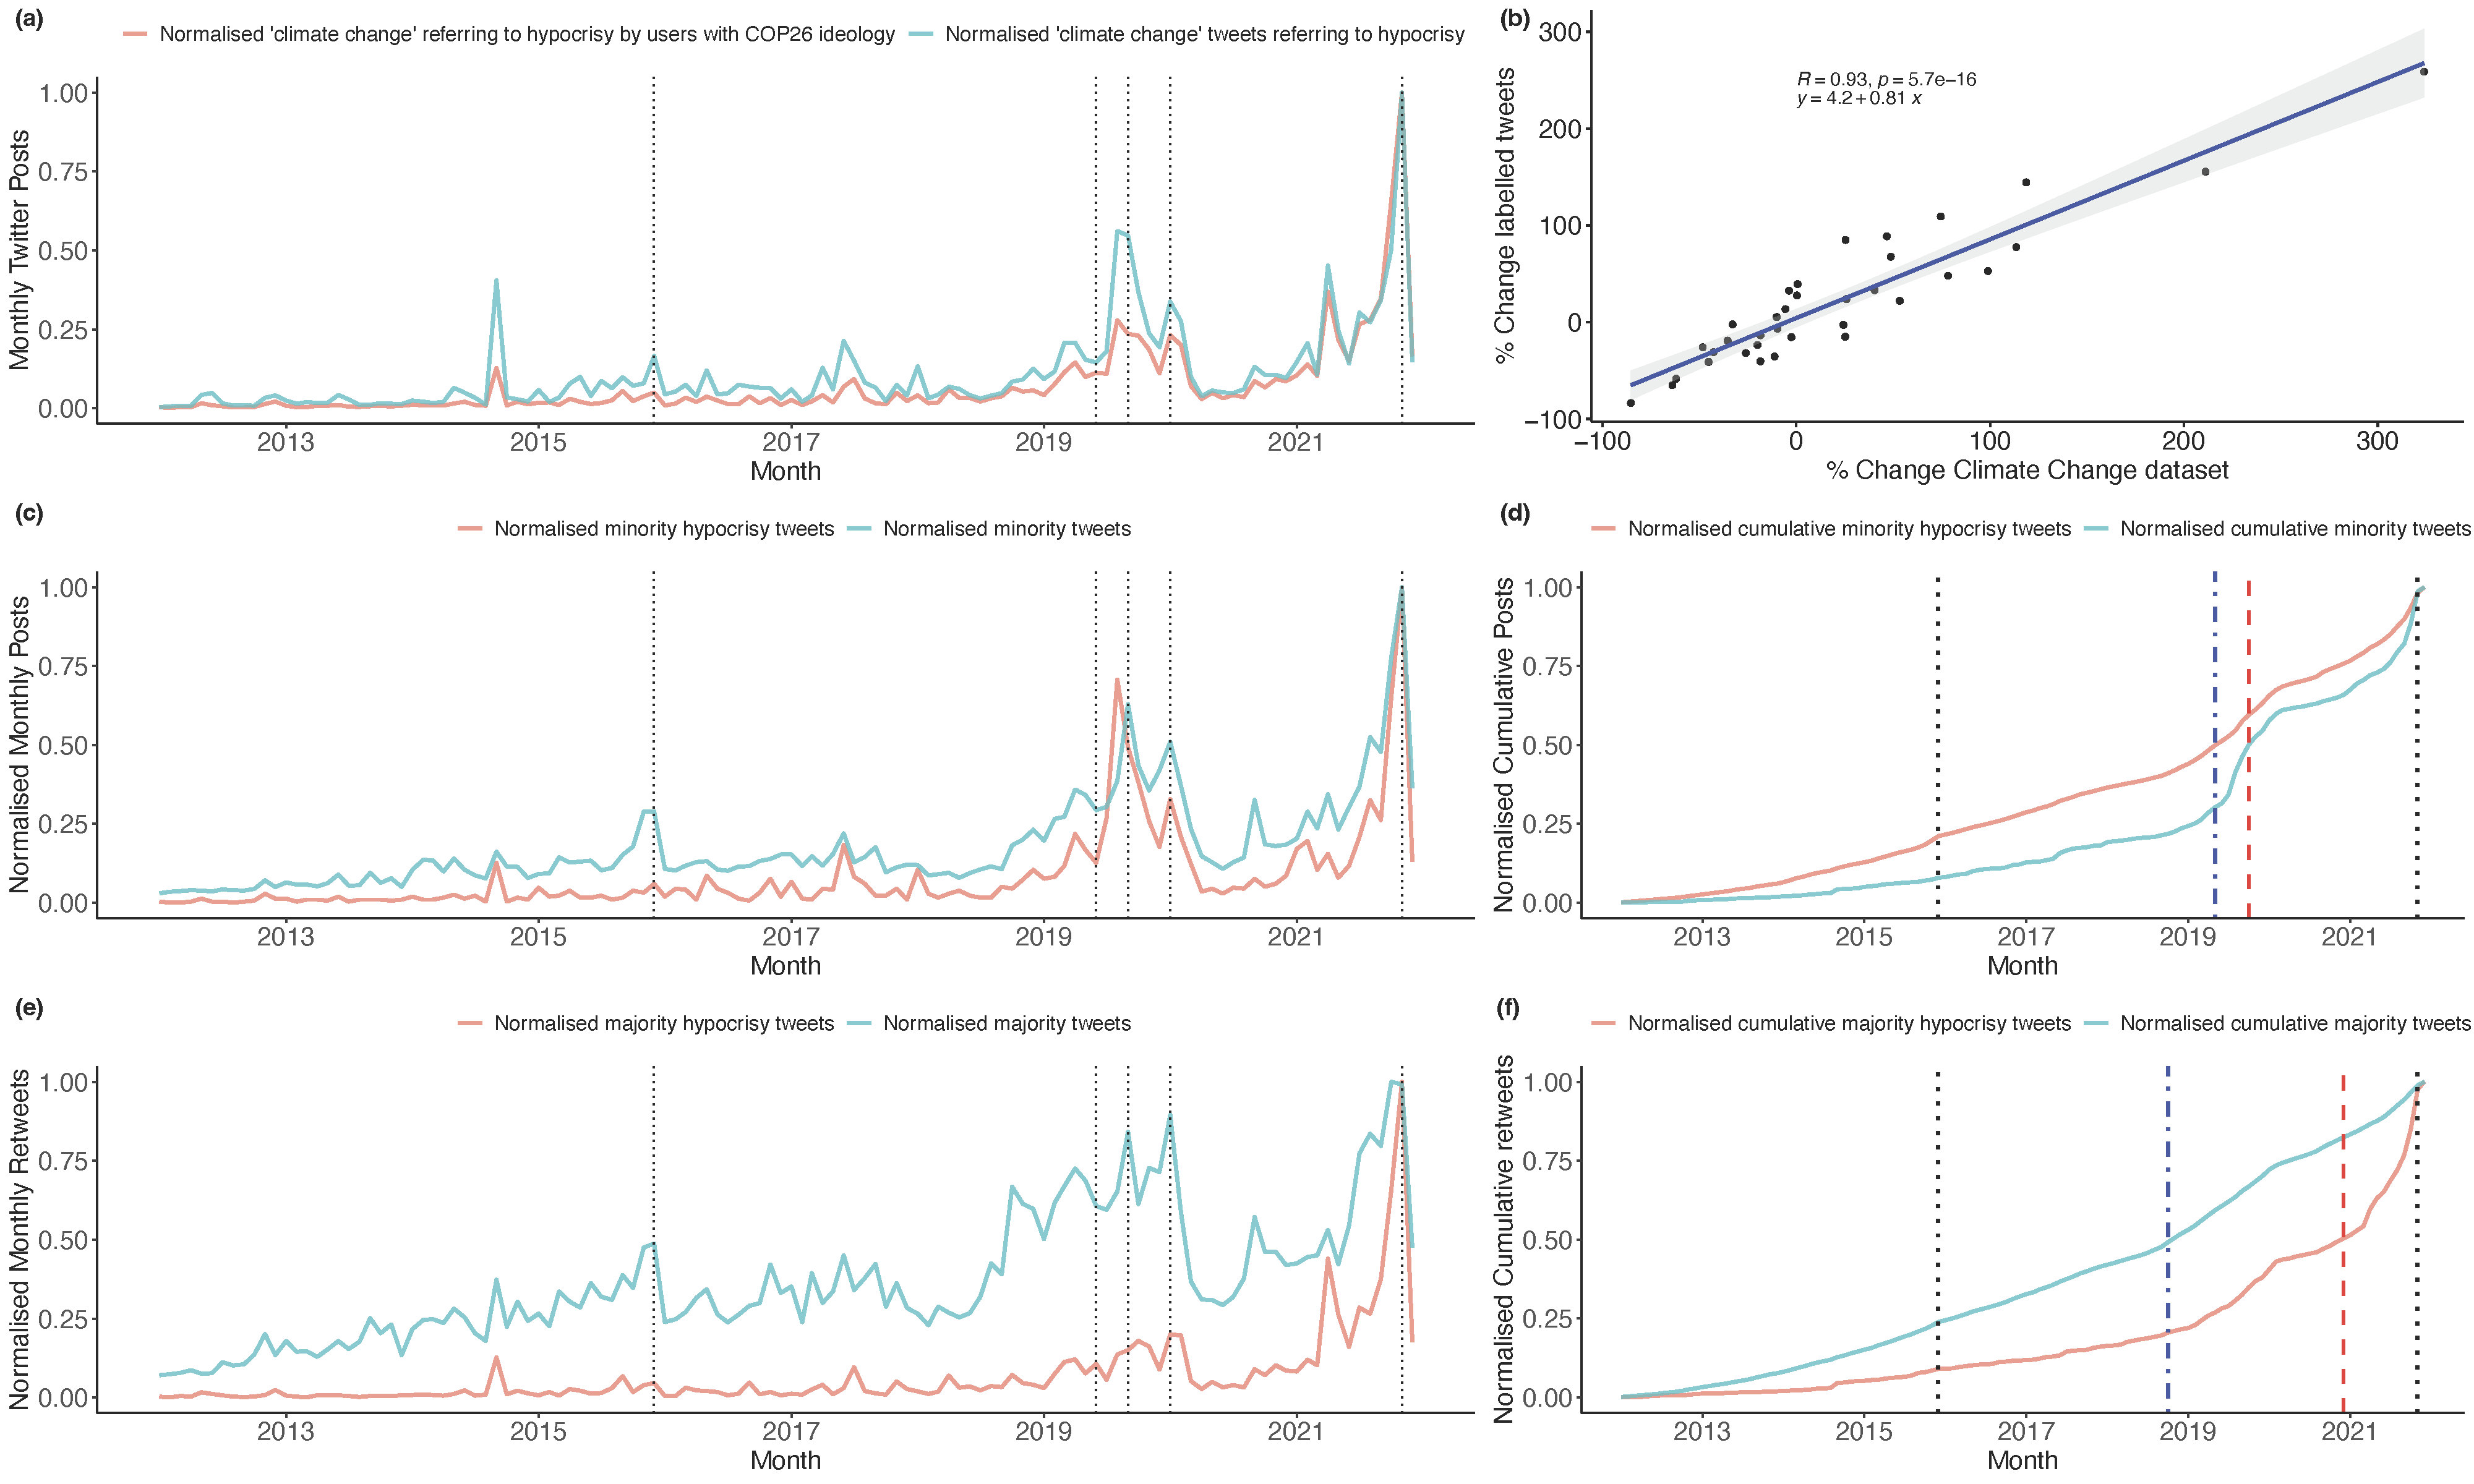 (a)
Normalised 'climate change' referring to hypocrisy by users with COP26 ideology
Normalised 'climate change' tweets referring to hypocrisy
Monthly Twitter Posts
1.00
0.75
0.50
0.25
0.00
2013
2015
2017
2019
2021
Month
(b)
R = 0.93, p = 5.7e−16
y = 4.2 + 0.81 x
% Change labelled tweets
300
200
100
0
−100
−100
0
100
200
300
% Change Climate Change dataset
(c)
Normalised minority hypocrisy tweets
Normalised minority tweets
Normalised Monthly Posts
1.00
0.75
0.50
0.25
0.00
2013
2015
2017
2019
2021
Month
(d)
Normalised cumulative minority hypocrisy tweets
Normalised cumulative minority tweets
Normalised Cumulative Posts
1.00
0.75
0.50
0.25
0.00
2013
2015
2017
2019
2021
Month
(e)
Normalised majority hypocrisy tweets
Normalised majority tweets
Normalised Monthly Retweets
1.00
0.75
0.50
0.25
0.00
2013
2015
2017
2019
2021
Month
(f)
Normalised cumulative majority hypocrisy tweets
Normalised cumulative majority tweets
Normalised Cumulative retweets
1.00
0.75
0.50
0.25
0.00
2013
2015
2017
2019
2021
Month